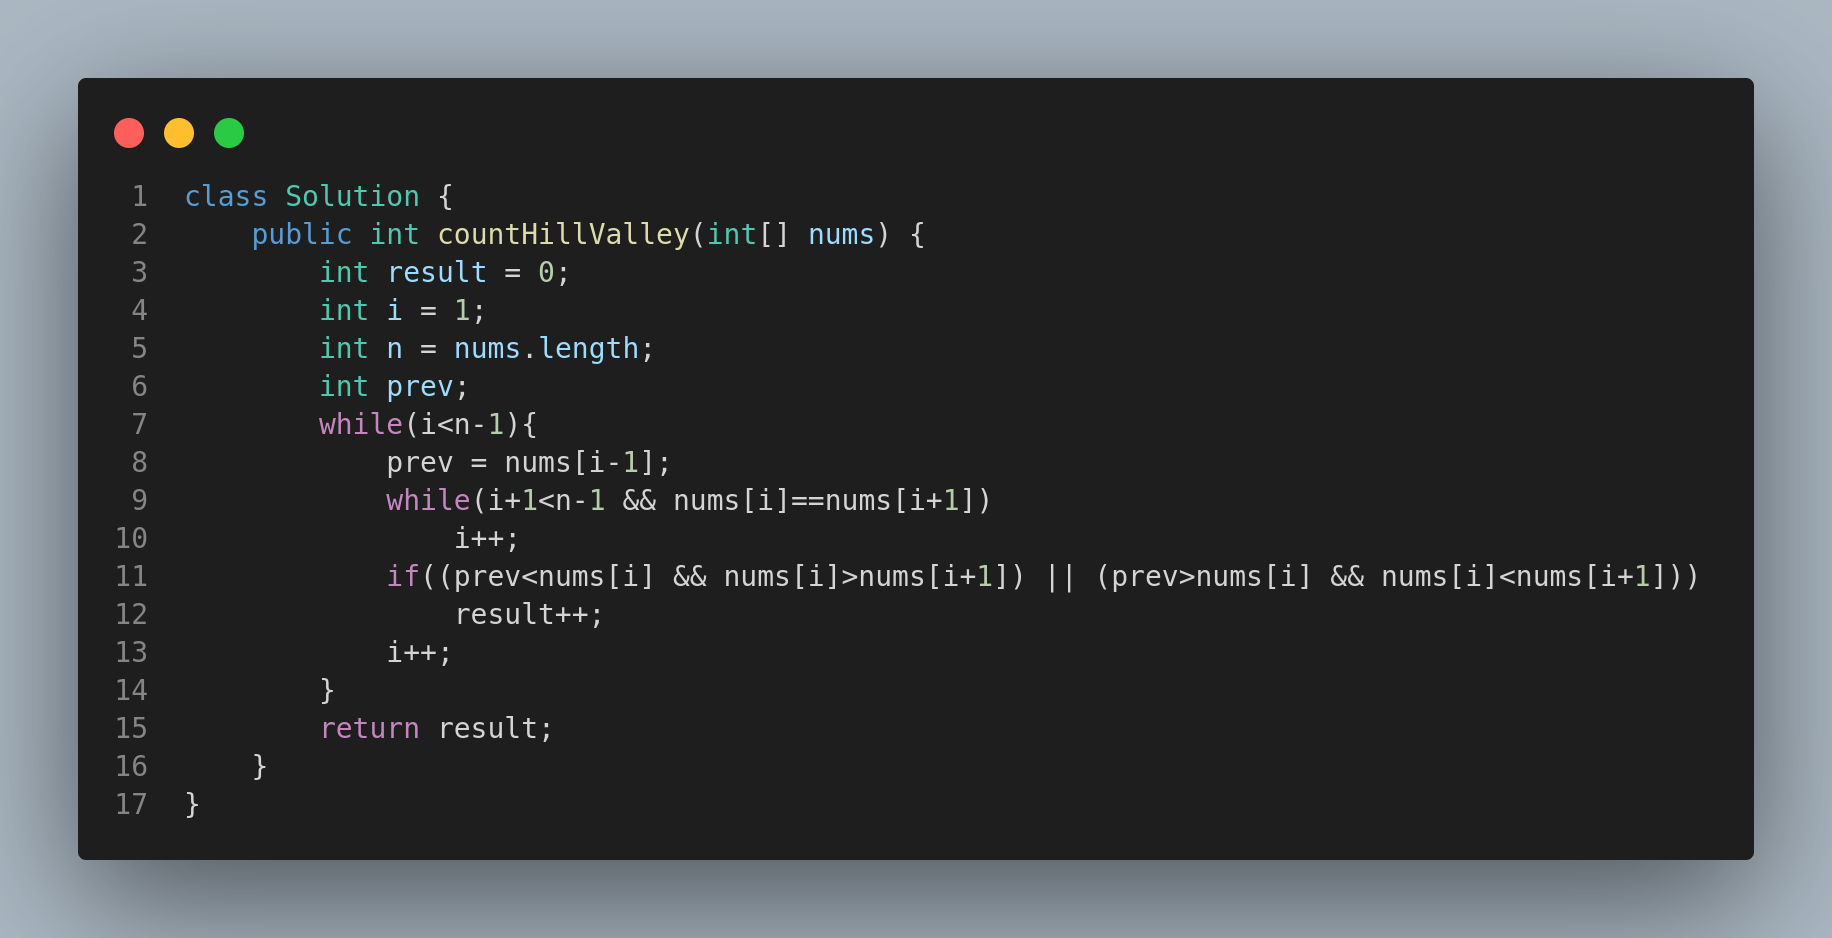 1 class Solution {
2     public int countHillValley(int[] nums) {
3         int result = 0;
4         int i = 1;
5         int n = nums.length;
6         int prev;
7         while(i<n-1){
8             prev = nums[i-1];
9             while(i+1<n-1 && nums[i]==nums[i+1])
10                 i++;
11             if((prev<nums[i] && nums[i]>nums[i+1]) || (prev>nums[i] && nums[i]<nums[i+1]))
12                 result++;
13             i++;
14         }
15         return result;
16     }
17 }